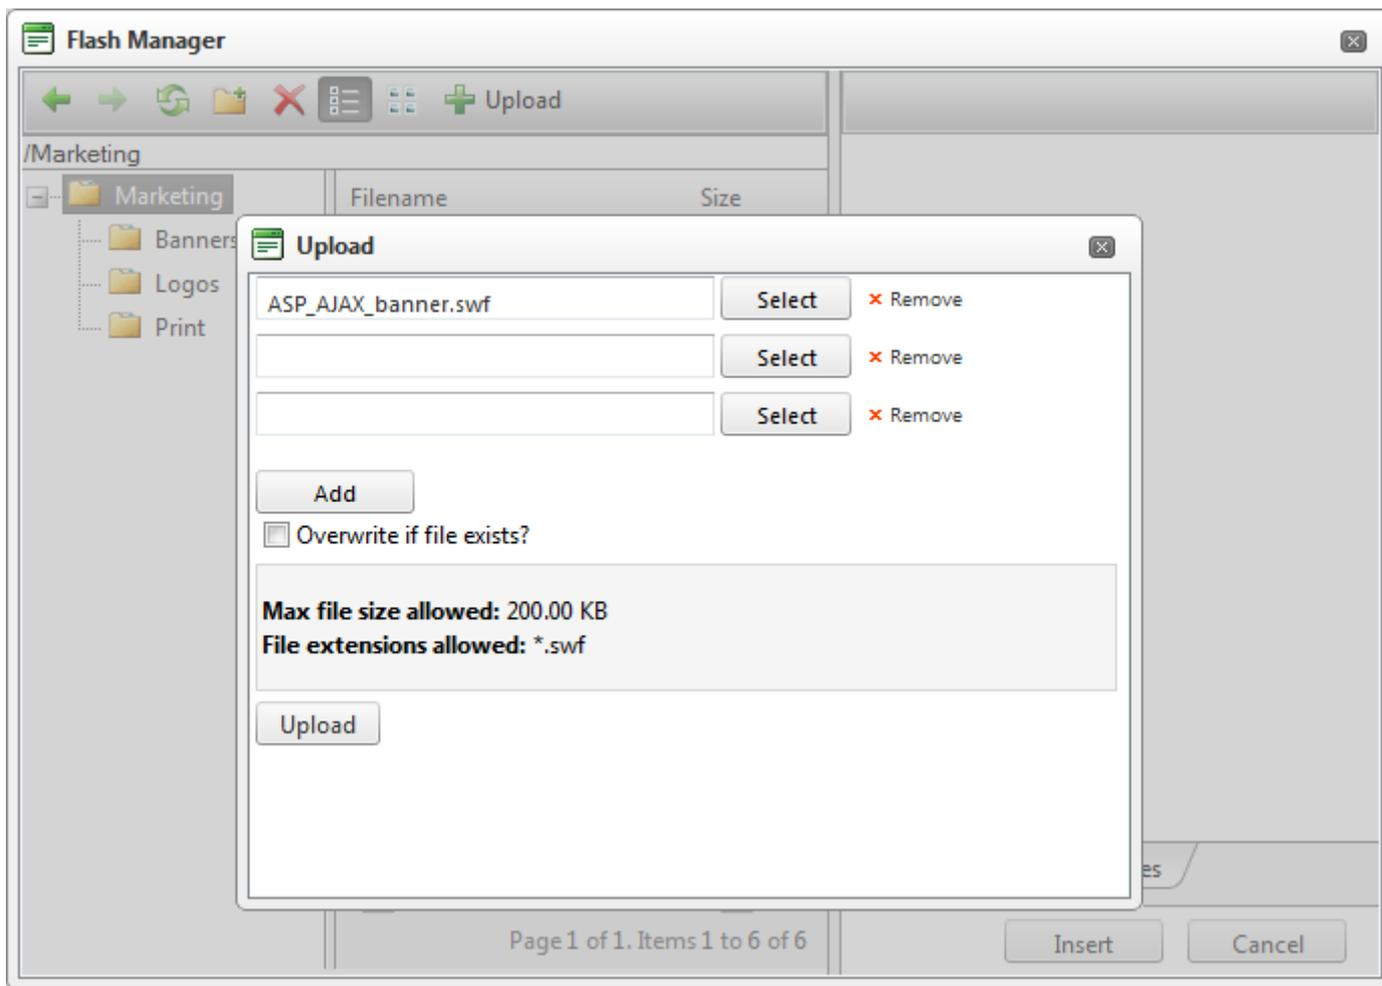 Flash Manager
Upload
/Marketing
Marketing
Filename Size
Banners
Logos
Print
Upload
ASP_AJAX_banner.swf Select Remove
Select Remove
Select Remove
Add
Overwrite if file exists?
Max file size allowed: 200.00 KB
File extensions allowed: *.swf
Upload
Page 1 of 1. Items 1 to 6 of 6
Insert Cancel